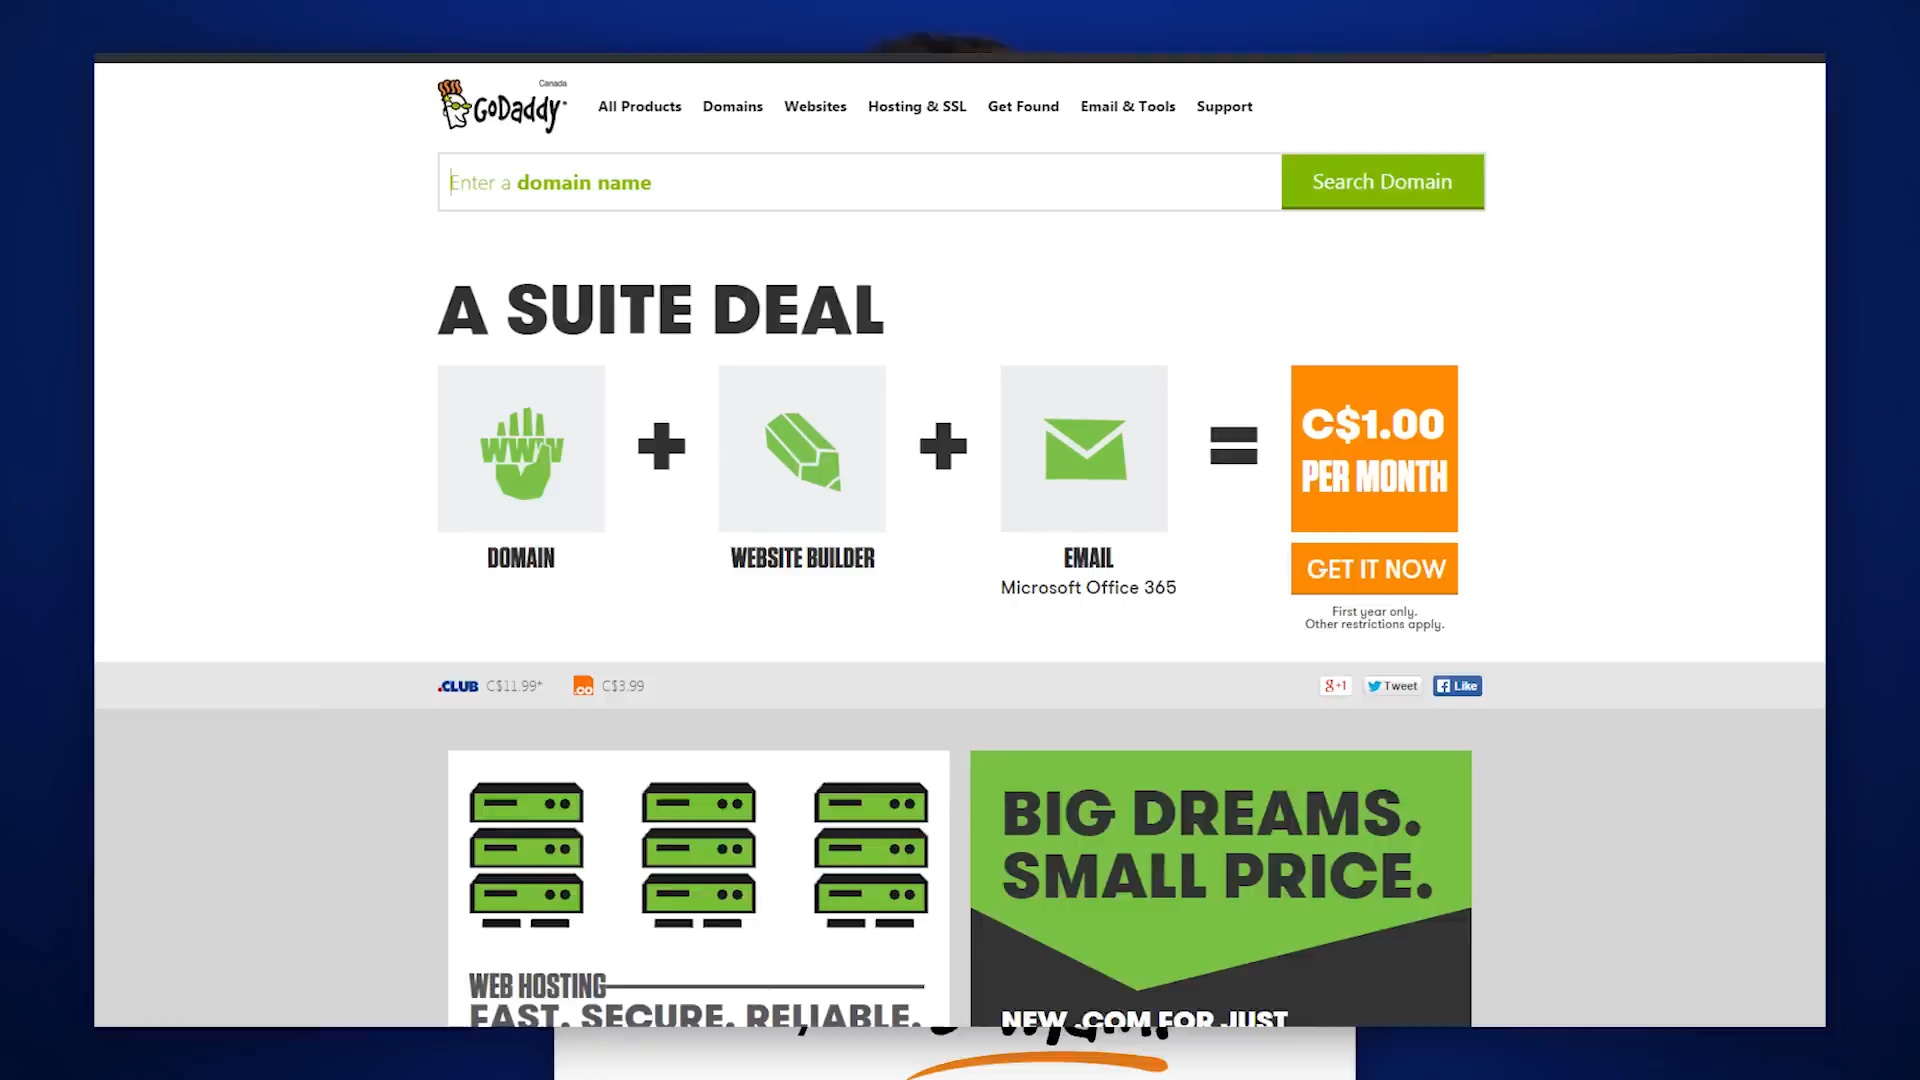 Canada
GoDaddy
All Products Domains Websites Hosting & SSL Get Found Email & Tools Support
Enter a domain name
Search Domain
A SUITE DEAL
WWW
C$1.00
PER MONTH
DOMAIN
WEBSITE BUILDER
EMAIL
Microsoft Office 365
GET IT NOW
First year only.
Other restrictions apply.
.CLUB C$11.99* .CO C$3.99
g+1 Tweet Like
BIG DREAMS.
SMALL PRICE.
WEB HOSTING
FAST. SECURE. RELIABLE.
NEW .COM FOR JUST